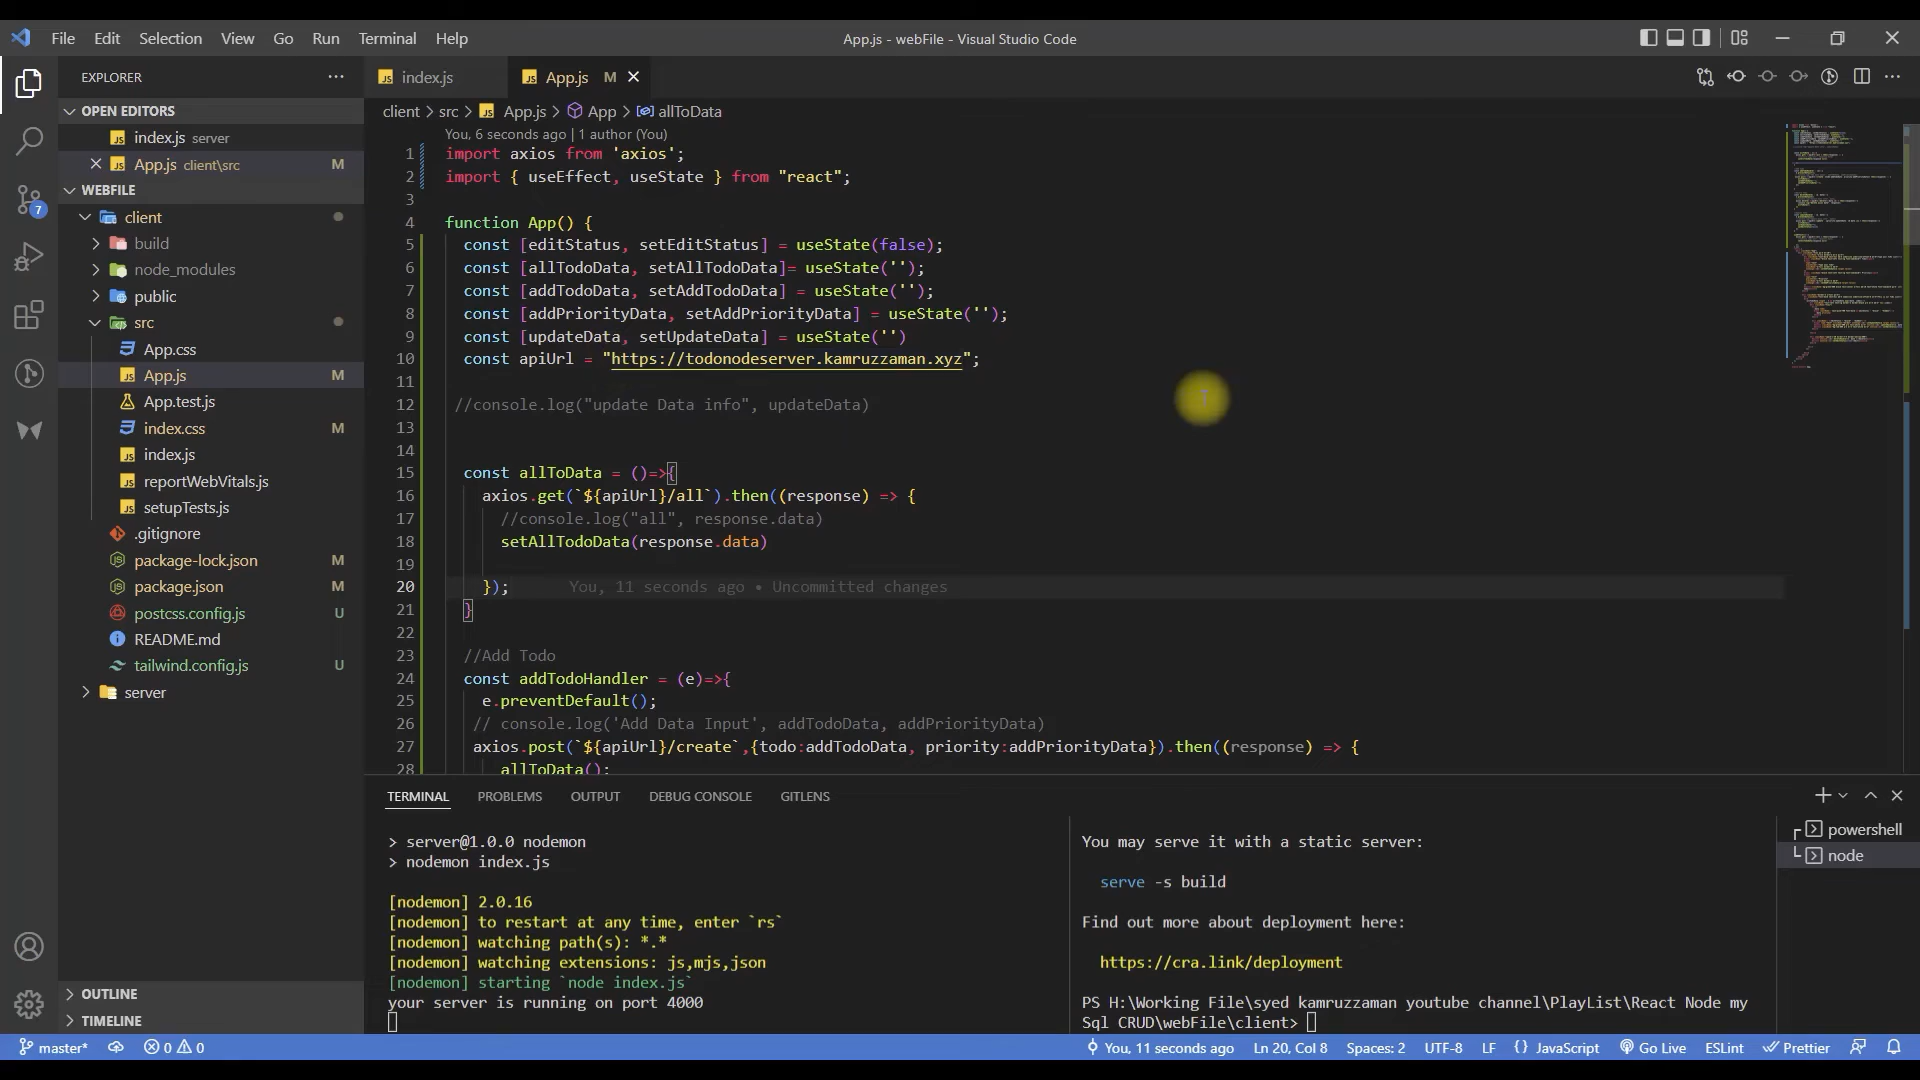 File Edit Selection View Go Run Terminal Help
App.js - webFile - Visual Studio Code
EXPLORER
OPEN EDITORS
index.js server
App.js client\src M
WEBFILE
client
build
node_modules
public
src
App.css
App.js M
App.test.js
index.css M
index.js
reportWebVitals.js
setupTests.js
.gitignore
package-lock.json M
package.json M
postcss.config.js U
README.md
tailwind.config.js U
server
OUTLINE
TIMELINE
7
index.js
App.js M
client > src > App.js > App > allToData
You, 6 seconds ago | 1 author (You)
1 import axios from 'axios';
2 import { useEffect, useState } from "react";
3
4 function App() {
5 const [editStatus, setEditStatus] = useState(false);
6 const [allTodoData, setAllTodoData]= useState('');
7 const [addTodoData, setAddTodoData] = useState('');
8 const [addPriorityData, setAddPriorityData] = useState('');
9 const [updateData, setUpdateData] = useState('')
10 const apiUrl = "https://todonodeserver.kamruzzaman.xyz";
11
12 //console.log("update Data info", updateData)
13
14
15 const allToData = ()=>{
16 axios.get(`${apiUrl}/all`).then((response) => {
17 //console.log("all", response.data)
18 setAllTodoData(response.data)
19
20 }); You, 11 seconds ago • Uncommitted changes
21 }
22
23 //Add Todo
24 const addTodoHandler = (e)=>{
25 e.preventDefault();
26 // console.log('Add Data Input', addTodoData, addPriorityData)
27 axios.post(`${apiUrl}/create`,{todo:addTodoData, priority:addPriorityData}).then((response) => {
28 allToData();
TERMINAL PROBLEMS OUTPUT DEBUG CONSOLE GITLENS
> server@1.0.0 nodemon
> nodemon index.js
[nodemon] 2.0.16
[nodemon] to restart at any time, enter `rs`
[nodemon] watching path(s): *.*
[nodemon] watching extensions: js,mjs,json
[nodemon] starting `node index.js`
your server is running on port 4000
You may serve it with a static server:
serve -s build
Find out more about deployment here:
https://cra.link/deployment
PS H:\Working File\syed kamruzzaman youtube channel\PlayList\React Node my
Sql CRUD\webFile\client>
powershell
node
master* 0 0 You, 11 seconds ago Ln 20, Col 8 Spaces: 2 UTF-8 LF {} JavaScript Go Live ESLint Prettier